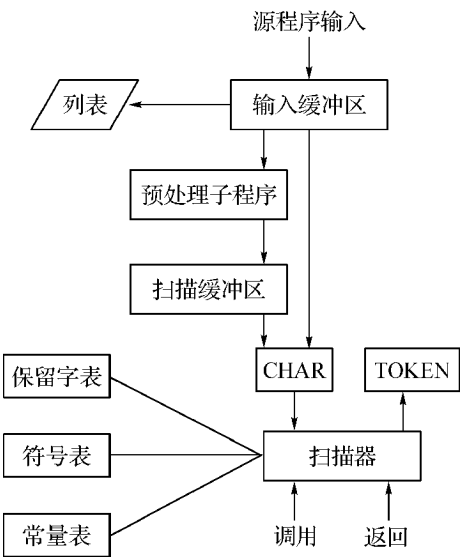 源程序输入
列表
输入缓冲区
预处理子程序
扫描缓冲区
CHAR
TOKEN
保留字表
符号表
扫描器
常量表
调用
返回